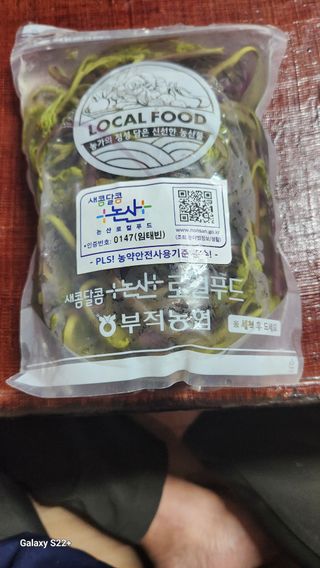 LOCAL FOOD
농가의 정성 담은 신선한 농산물
새콤달콤
논산
논산로컬푸드
•인증번호: 0147(임태빈)
www.nonsan.go.kr
- PLS! 농약안전사용기준
새콤달콤 논산 로컬푸드
부적농협
※ 세척 후 드세요
Galaxy S22+